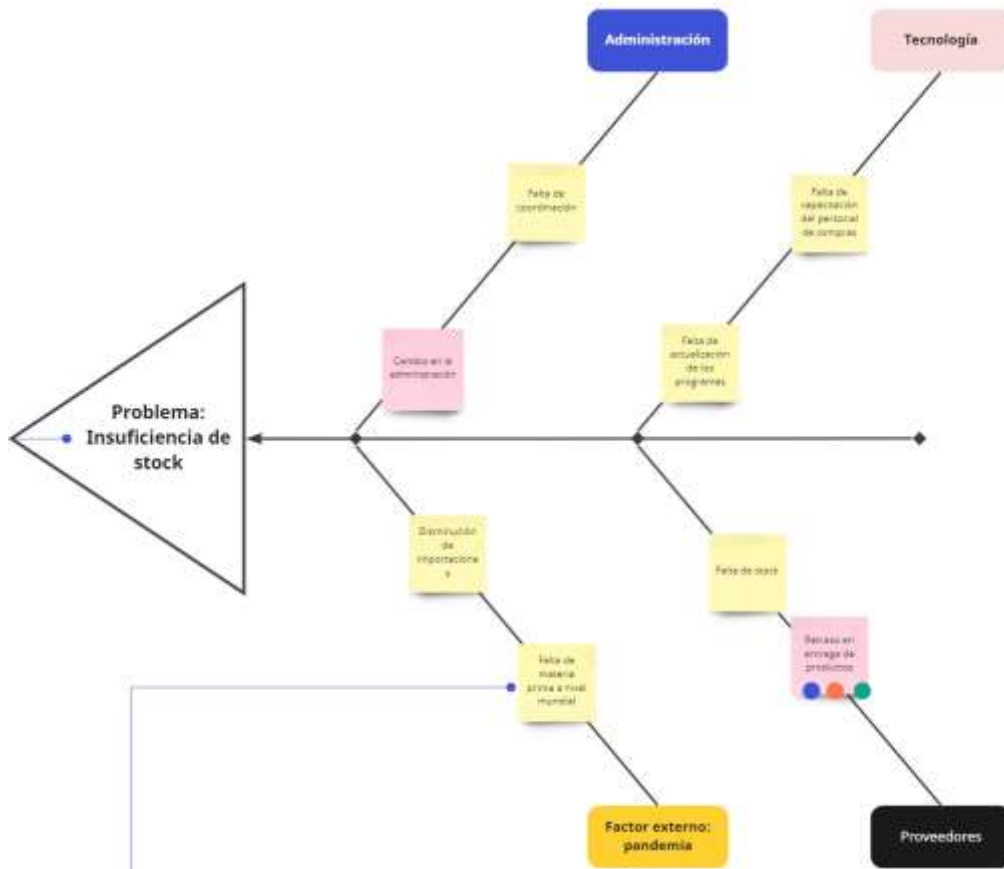 Administración
Tecnología
Falta de
coordinación
Falta de
capacitación
del personal
de compras
Cambio en la
administración
Falta de
actualización
de los
programas
Problema:
Insuficiencia de
stock
Disminución
de
importacione
s
Falta de stock
Falta de
materia
prima a nivel
mundial
Retraso en
entrega de
productos
Factor externo:
pandemia
Proveedores